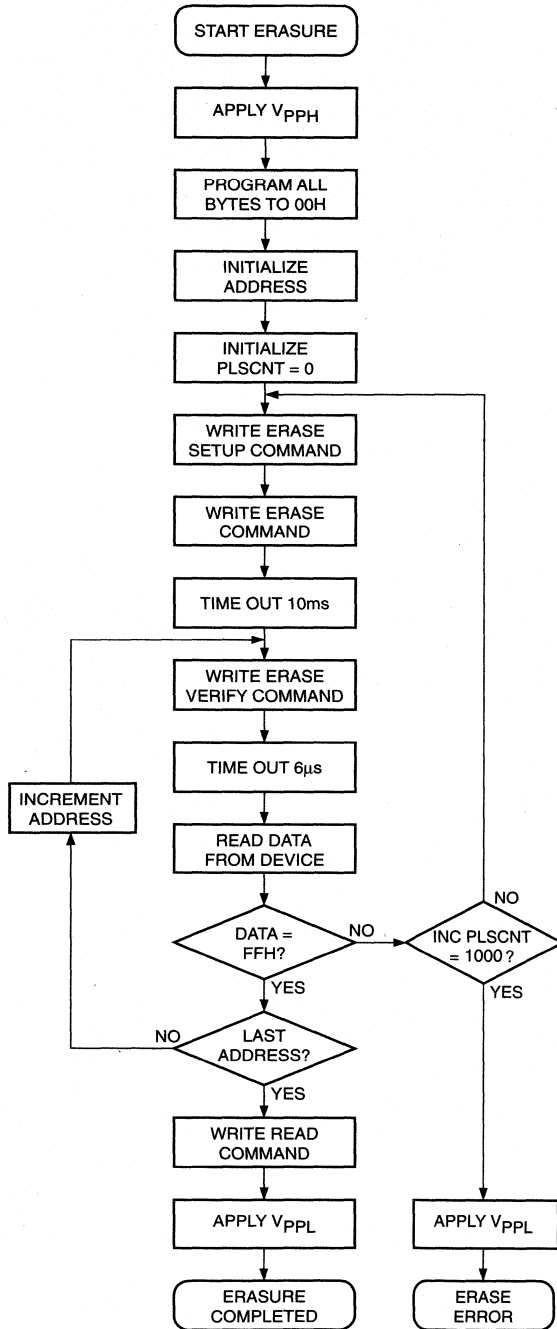 START ERASURE
APPLY VPPH
PROGRAM ALL
BYTES TO 00H
INITIALIZE
ADDRESS
INITIALIZE
PLSCNT = 0
WRITE ERASE
SETUP COMMAND
WRITE ERASE
COMMAND
TIME OUT 10ms
WRITE ERASE
VERIFY COMMAND
TIME OUT 6µs
INCREMENT
ADDRESS
READ DATA
FROM DEVICE
DATA =
FFH?
NO
INC PLSCNT
= 1000 ?
NO
YES
YES
LAST
ADDRESS?
NO
YES
WRITE READ
COMMAND
APPLY VPPL
APPLY VPPL
ERASURE
COMPLETED
ERASE
ERROR